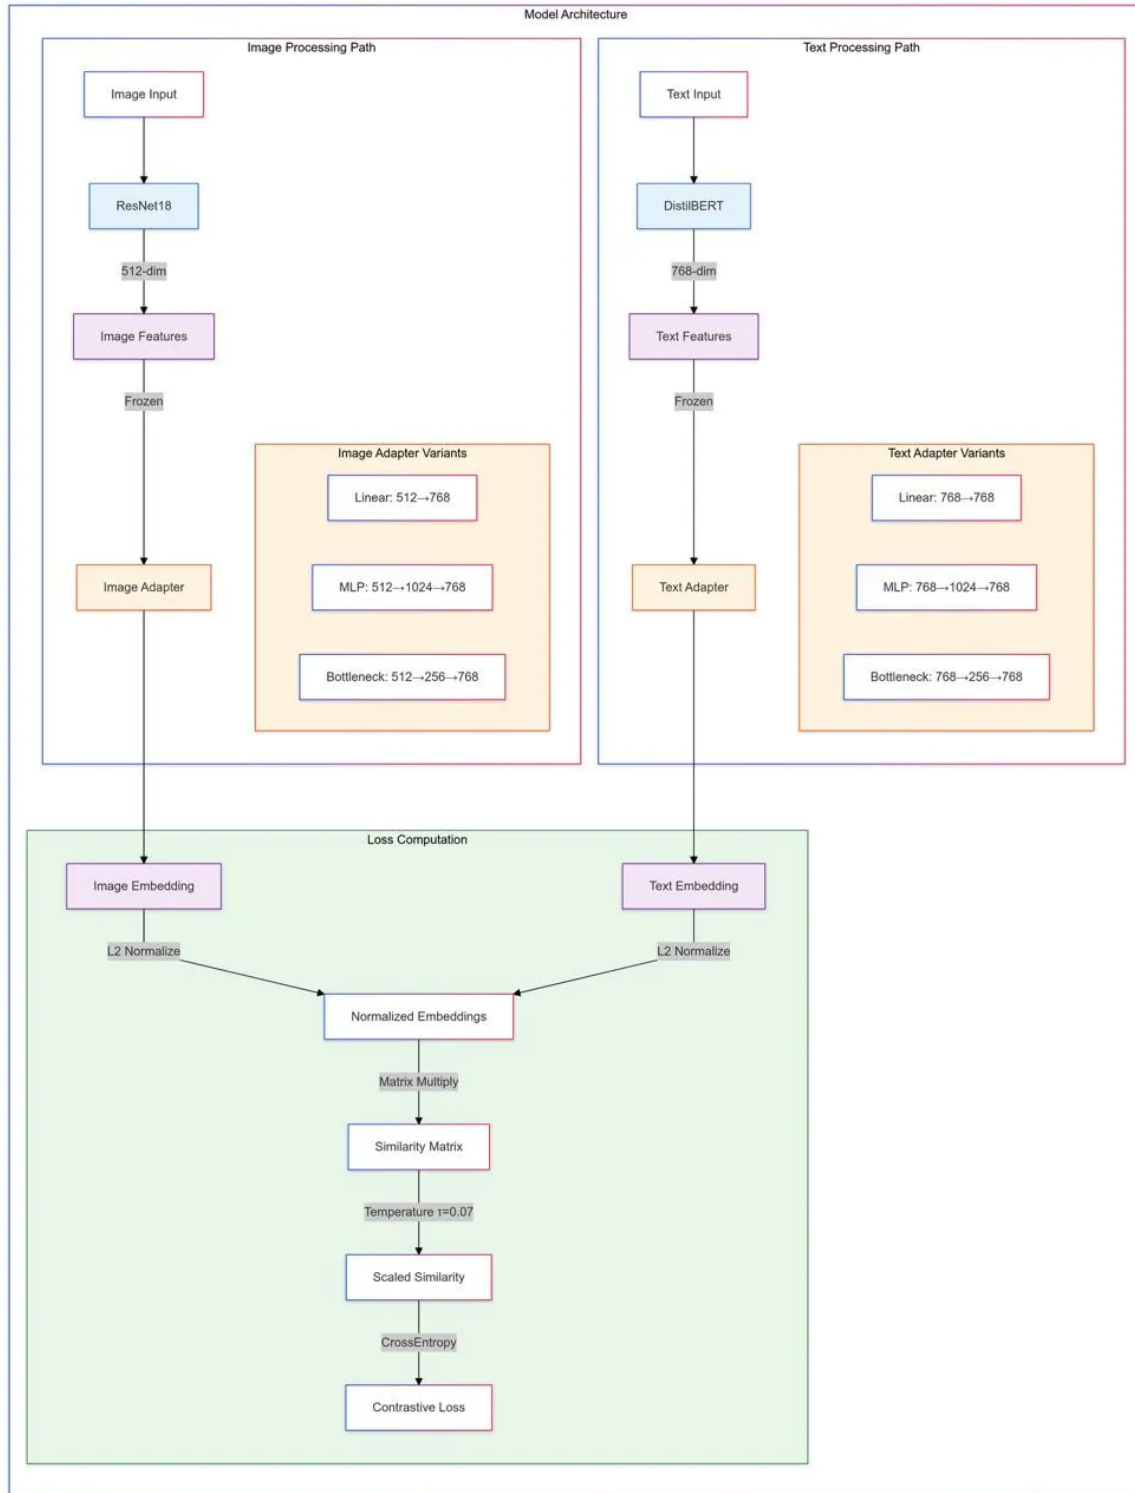 Model Architecture
Image Processing Path
Image Input
ResNet18
512-dim
Image Features
Frozen
Image Adapter
Image Adapter Variants
Linear: 512→768
MLP: 512→1024→768
Bottleneck: 512→256→768
Text Processing Path
Text Input
DistilBERT
768-dim
Text Features
Frozen
Text Adapter
Text Adapter Variants
Linear: 768→768
MLP: 768→1024→768
Bottleneck: 768→256→768
Loss Computation
Image Embedding
Text Embedding
L2 Normalize
L2 Normalize
Normalized Embeddings
Matrix Multiply
Similarity Matrix
Temperature τ=0.07
Scaled Similarity
CrossEntropy
Contrastive Loss